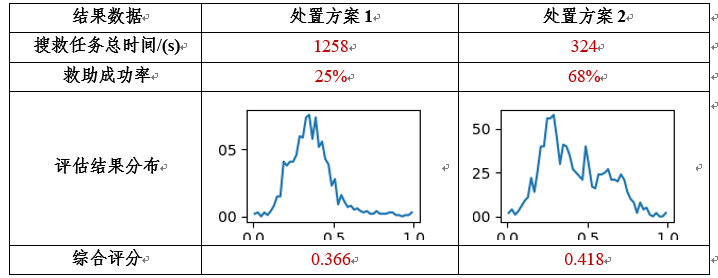 结果数据 处置方案1 处置方案2
搜救任务总时间/(s) 1258 324
救助成功率 25% 68%
评估结果分布
05
00
0.0 0.5 1.0
50
25
00
0.0 0.5 1.0
综合评分 0.366 0.418